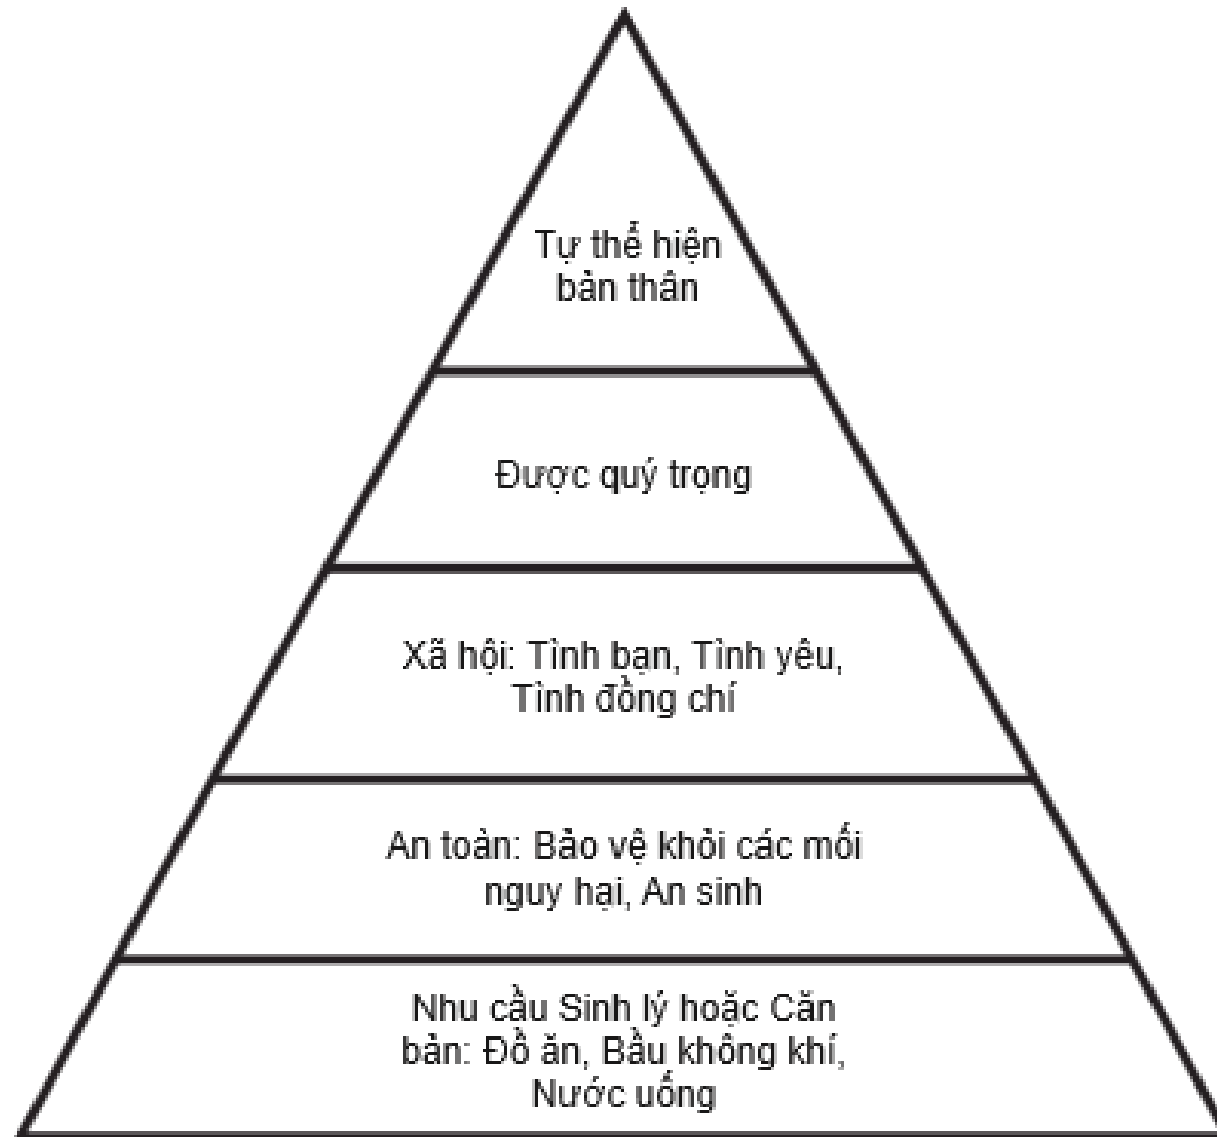 Tự thể hiện
bản thân
Được quý trọng
Xã hội: Tình bạn, Tình yêu,
Tình đồng chí
An toàn: Bảo vệ khỏi các mối
nguy hại, An sinh
Nhu cầu Sinh lý hoặc Căn
bản: Đồ ăn, Bầu không khí,
Nước uống